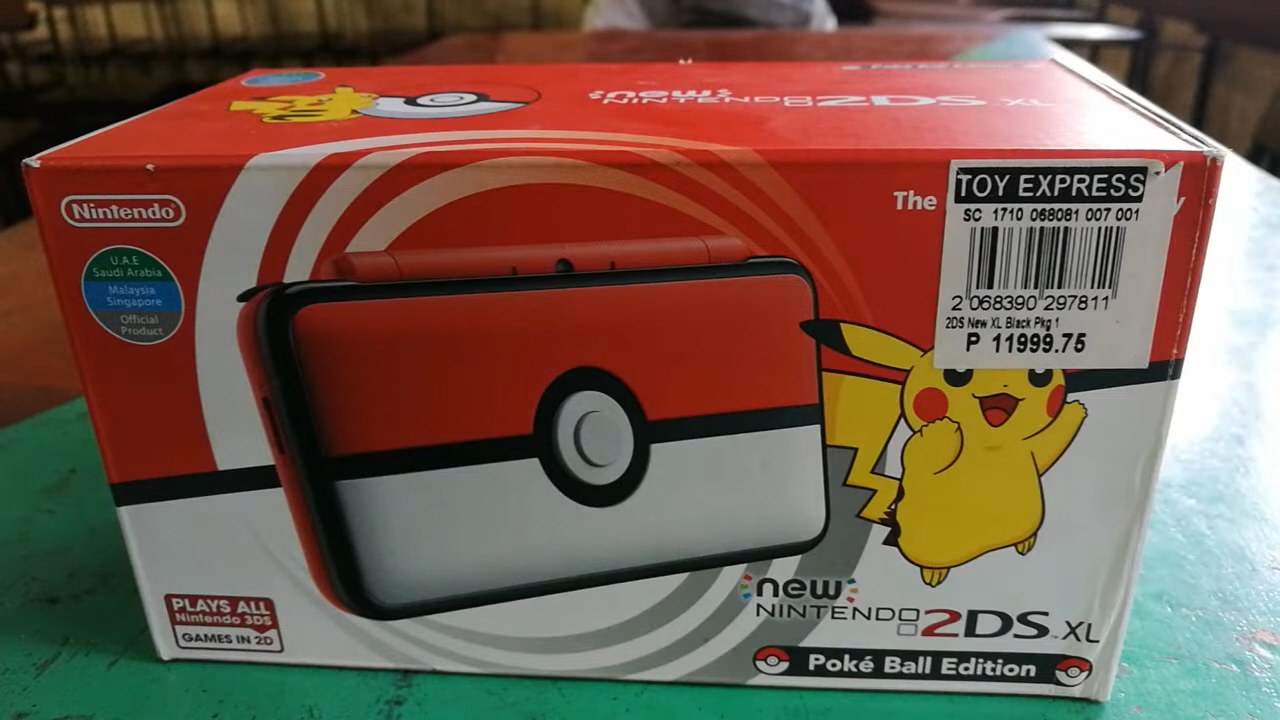 new
NINTENDO 2DS XL
Nintendo
U.A.E
Saudi Arabia
Malaysia
Singapore
Official
Product
The
TOY EXPRESS
SC 1710 068081 007 001
2 068390 297811
2DS New XL Black Pkg 1
P 11999.75
PLAYS ALL
Nintendo 3DS
GAMES IN 2D
new
NINTENDO 2DS XL
Poké Ball Edition